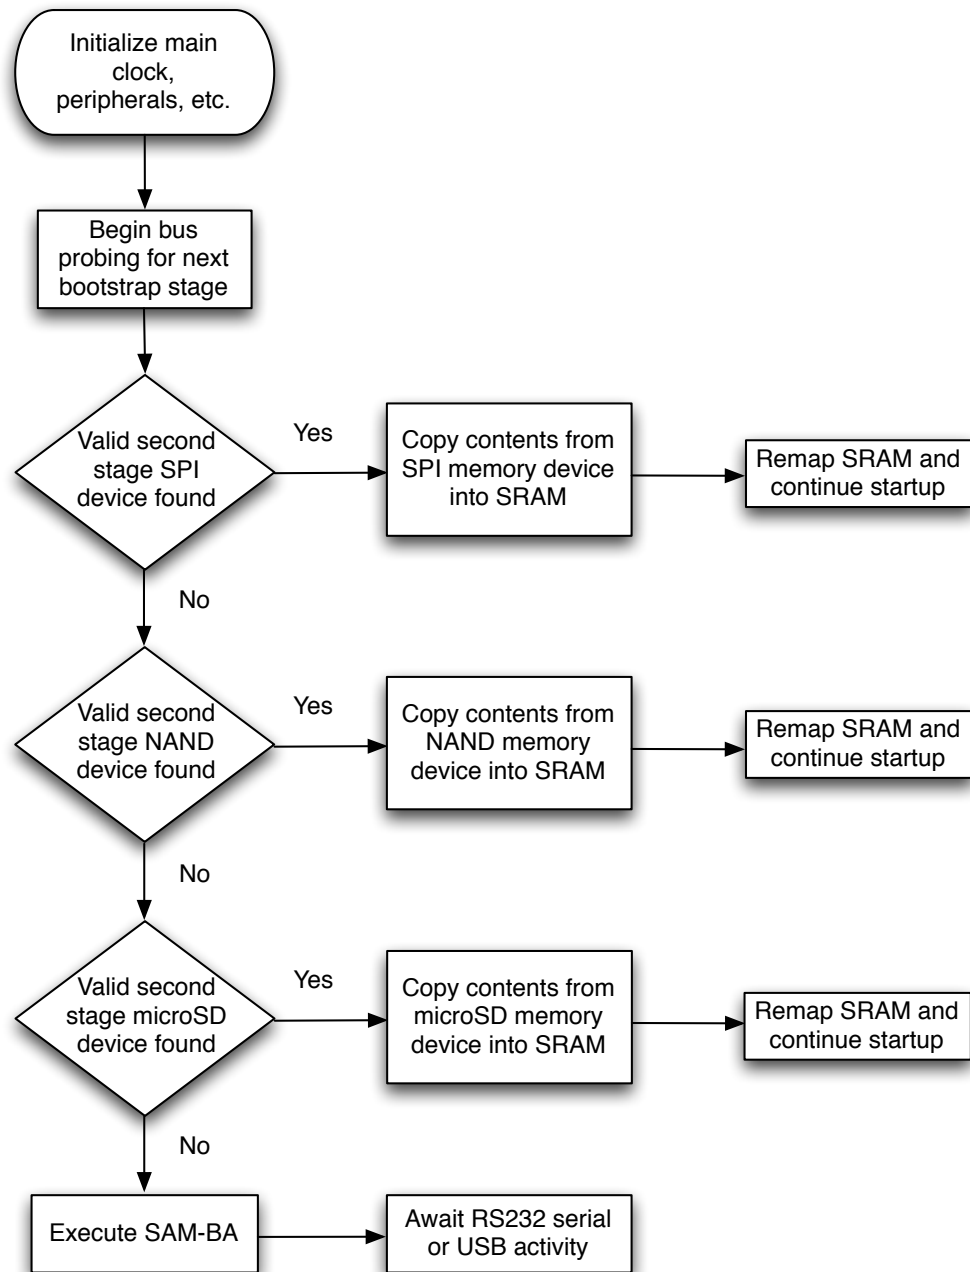 Initialize main
clock,
peripherals, etc.
Begin bus
probing for next
bootstrap stage
Valid second
stage SPI
device found
Yes
Copy contents from
SPI memory device
into SRAM
Remap SRAM and
continue startup
No
Valid second
stage NAND
device found
Yes
Copy contents from
NAND memory
device into SRAM
Remap SRAM and
continue startup
No
Valid second
stage microSD
device found
Yes
Copy contents from
microSD memory
device into SRAM
Remap SRAM and
continue startup
No
Execute SAM-BA
Await RS232 serial
or USB activity